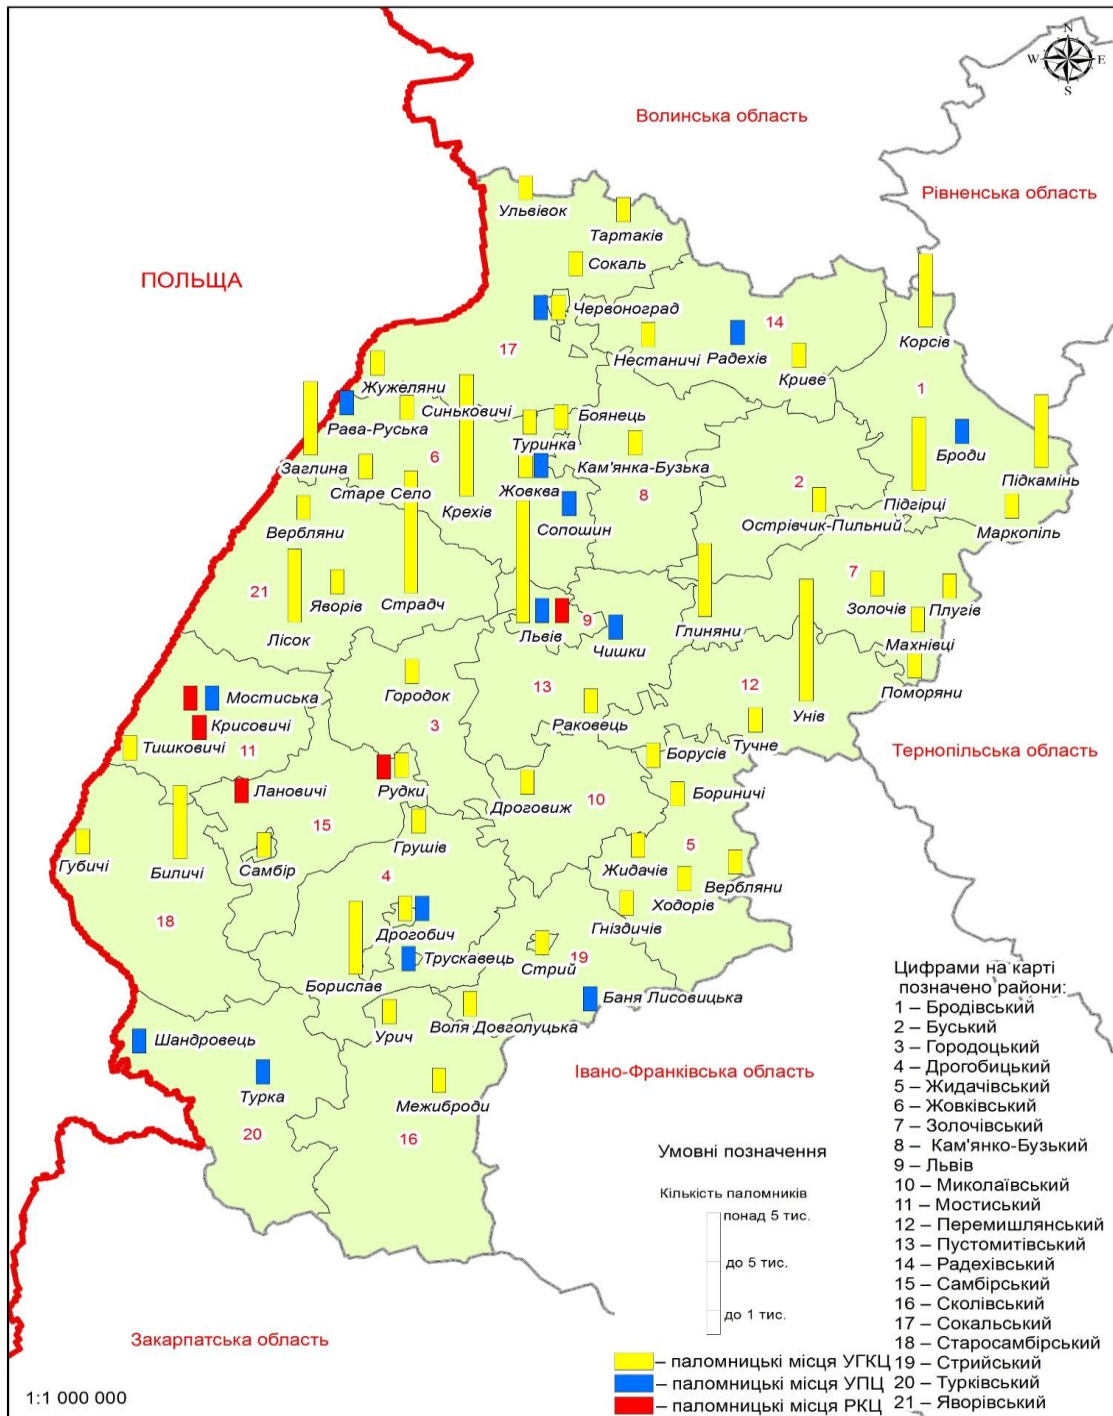 N
W
E
S
Волинська область
Рівненська область
ПОЛЬЩА
Ульвівок
Тартаків
Сокаль
Червоноград
14
17
Нестаничі
Радехів
Криве
Корсів
Жужеляни
1
Рава-Руська
Синьковичі
Боянець
Туринка
Заглина
6
Кам'янка-Бузька
Броди
Старе Село
Жовква
8
2
Підкамінь
Вербляни
Крехів
Сопошин
Острівчик-Пильний
Підгірці
Маркопіль
21
Яворів
Страдч
7
Золочів
Плугів
Лісок
Львів
9
Чишки
Глиняни
Махнівці
Городок
13
12
Поморяни
Мостиська
Крисовичі
3
Раковець
Унів
Тишковичі
11
Борусів
Тучне
Тернопільська область
Лановичі
Рудки
Дроговиж
10
Бориничі
15
Грушів
5
Губичі
Биличі
Самбір
4
Жидачів
Вербляни
Ходорів
18
Дрогобич
Гніздичів
Трускавець
Стрий
19
Борислав
Баня Лисовицька
Урич
Воля Довголуцька
Шандровець
Турка
Межиброди
Івано-Франківська область
20
16
Закарпатська область
1:1 000 000
Умовні позначення
Кількість паломників
понад 5 тис.
до 5 тис.
до 1 тис.
– паломницькі місця УГКЦ
– паломницькі місця УПЦ
– паломницькі місця РКЦ
Цифрами на карті
позначено райони:
1 – Бродівський
2 – Буський
3 – Городоцький
4 – Дрогобицький
5 – Жидачівський
6 – Жовківський
7 – Золочівський
8 – Кам'янко-Бузький
9 – Львів
10 – Миколаївський
11 – Мостиський
12 – Перемишлянський
13 – Пустомитівський
14 – Радехівський
15 – Самбірський
16 – Сколівський
17 – Сокальський
18 – Старосамбірський
19 – Стрийський
20 – Турківський
21 – Яворівський